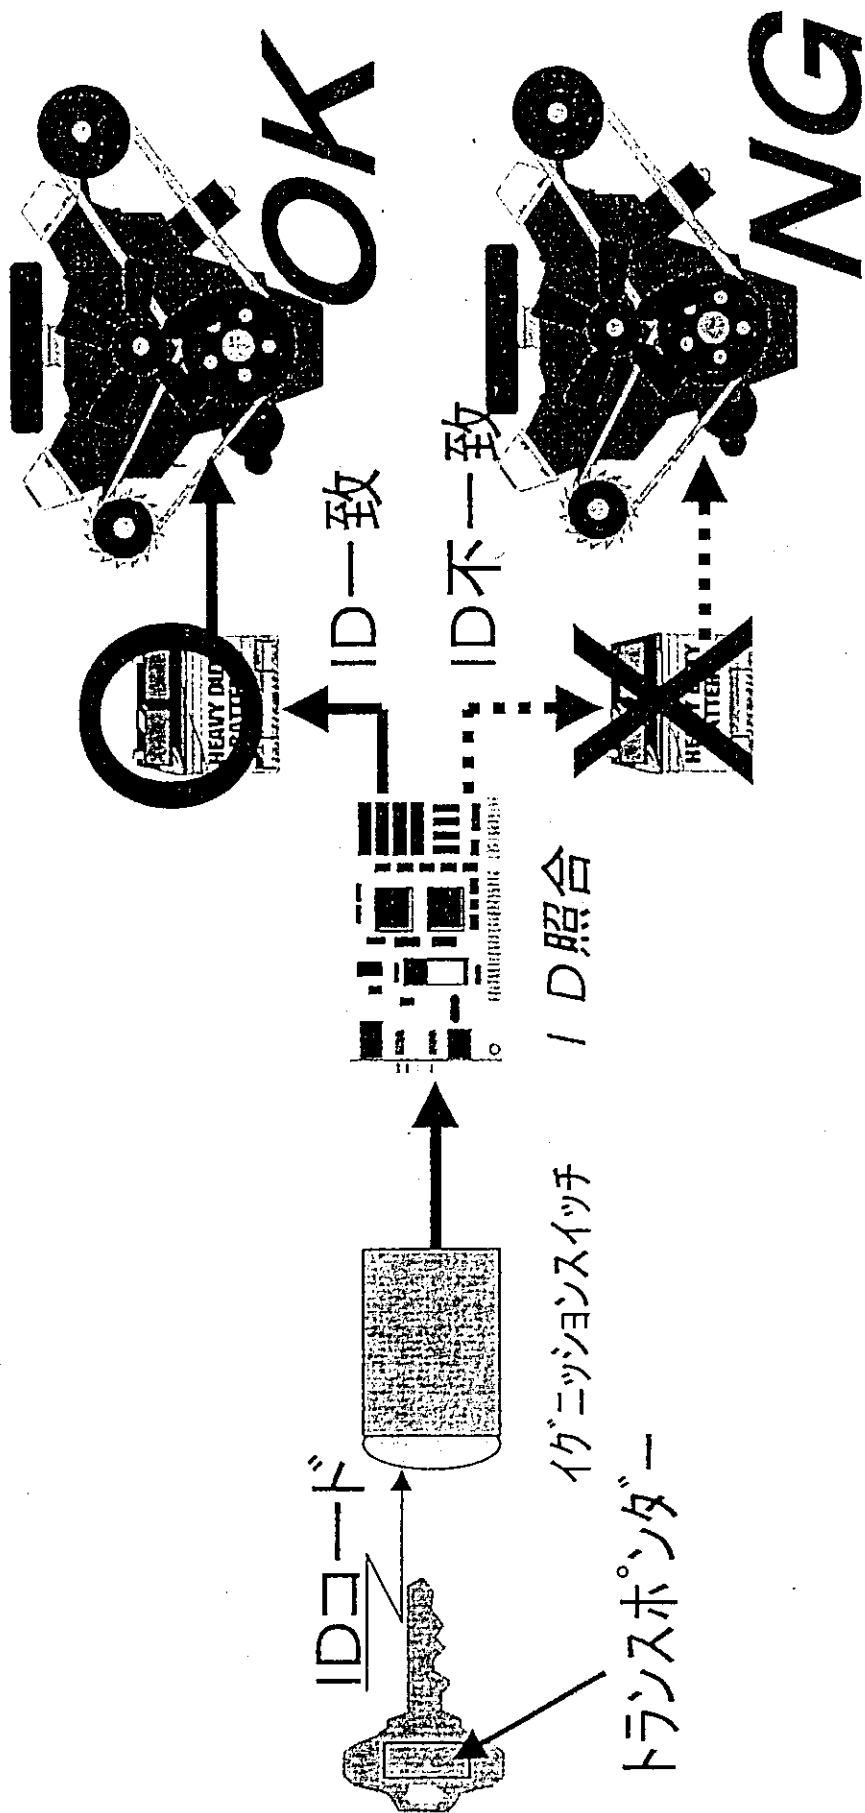 IDコード
トランスポンダー
イグニッションスイッチ
ID照合
ID一致
HEAVY DU
OK
ID不一致
NG